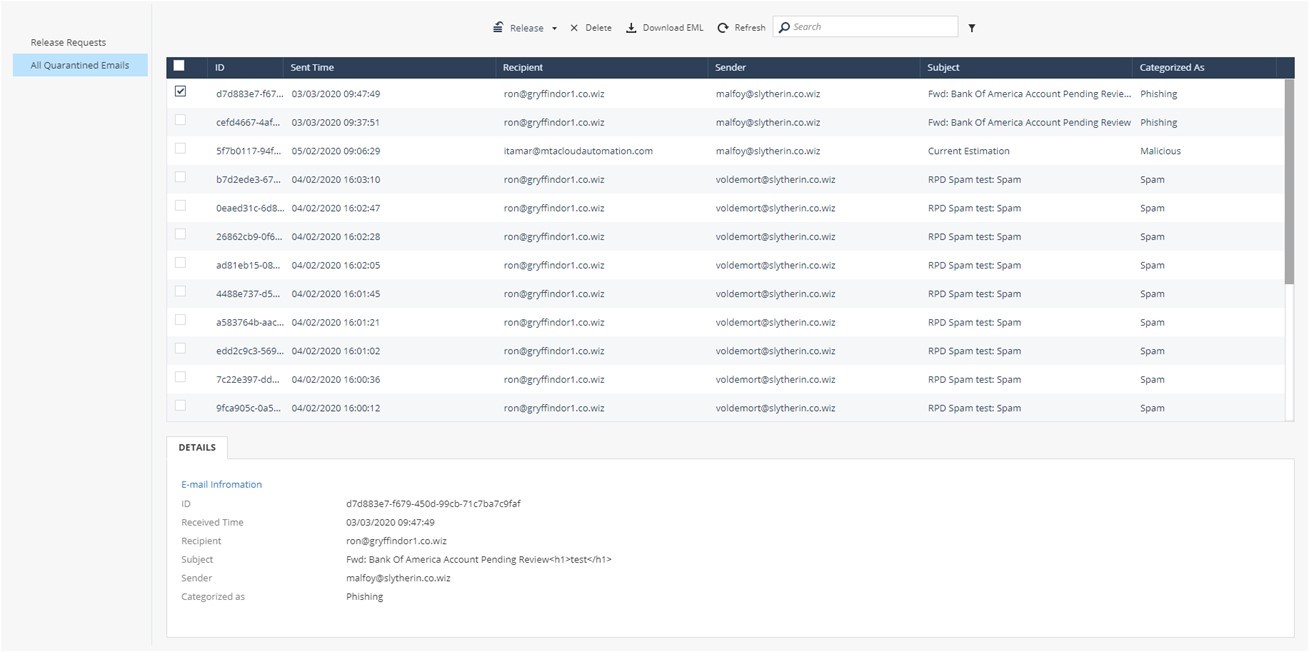 Release Delete Download EML Refresh Search
Release Requests
All Quarantined Emails
ID Sent Time Recipient Sender Subject Categorized As
d7d883e7-f67... 03/03/2020 09:47:49 ron@gryffindor1.co.wiz malfoy@slytherin.co.wiz Fwd: Bank Of America Account Pending Revie... Phishing
cefd4667-4af... 03/03/2020 09:37:51 ron@gryffindor1.co.wiz malfoy@slytherin.co.wiz Fwd: Bank Of America Account Pending Review Phishing
5f7b0117-94f... 05/02/2020 09:06:29 itamar@mtacloudautomation.com malfoy@slytherin.co.wiz Current Estimation Malicious
b7d2ede3-67... 04/02/2020 16:03:10 ron@gryffindor1.co.wiz voldemort@slytherin.co.wiz RPD Spam test: Spam Spam
0eaed31c-6d8... 04/02/2020 16:02:47 ron@gryffindor1.co.wiz voldemort@slytherin.co.wiz RPD Spam test: Spam Spam
26862cb9-0f6... 04/02/2020 16:02:28 ron@gryffindor1.co.wiz voldemort@slytherin.co.wiz RPD Spam test: Spam Spam
ad81eb15-08... 04/02/2020 16:02:05 ron@gryffindor1.co.wiz voldemort@slytherin.co.wiz RPD Spam test: Spam Spam
4488e737-d5... 04/02/2020 16:01:45 ron@gryffindor1.co.wiz voldemort@slytherin.co.wiz RPD Spam test: Spam Spam
a583764b-aac... 04/02/2020 16:01:21 ron@gryffindor1.co.wiz voldemort@slytherin.co.wiz RPD Spam test: Spam Spam
edd2c9c3-569... 04/02/2020 16:01:02 ron@gryffindor1.co.wiz voldemort@slytherin.co.wiz RPD Spam test: Spam Spam
7c22e397-dd... 04/02/2020 16:00:36 ron@gryffindor1.co.wiz voldemort@slytherin.co.wiz RPD Spam test: Spam Spam
9fca905c-0a5... 04/02/2020 16:00:12 ron@gryffindor1.co.wiz voldemort@slytherin.co.wiz RPD Spam test: Spam Spam
DETAILS
E-mail Infromation
ID d7d883e7-f679-450d-99cb-71c7ba7c9faf
Received Time 03/03/2020 09:47:49
Recipient ron@gryffindor1.co.wiz
Subject Fwd: Bank Of America Account Pending Review<h1>test</h1>
Sender malfoy@slytherin.co.wiz
Categorized as Phishing